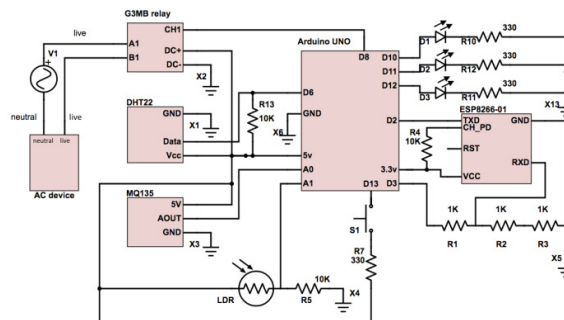 G3MB relay
live
V1
+
A1
B1
CH1
DC+
DC-
X2
live
neutral
neutral live
AC device
DHT22
GND
Data
Vcc
X1
R13
10K
MQ135
5V
AOUT
GND
X3
Arduino UNO
D8
D6
GND
X6
5v
A0
A1
D10
D11
D12
D2
3.3v
D3
D13
D1
R10
330
D2
R12
330
D3
R11
330
ESP8266-01
X13
TXD
GND
CH_PD
RST
RXD
VCC
R4
10K
1K
R1
1K
R2
1K
R3
X5
S1
R7
330
LDR
10K
R5
X4